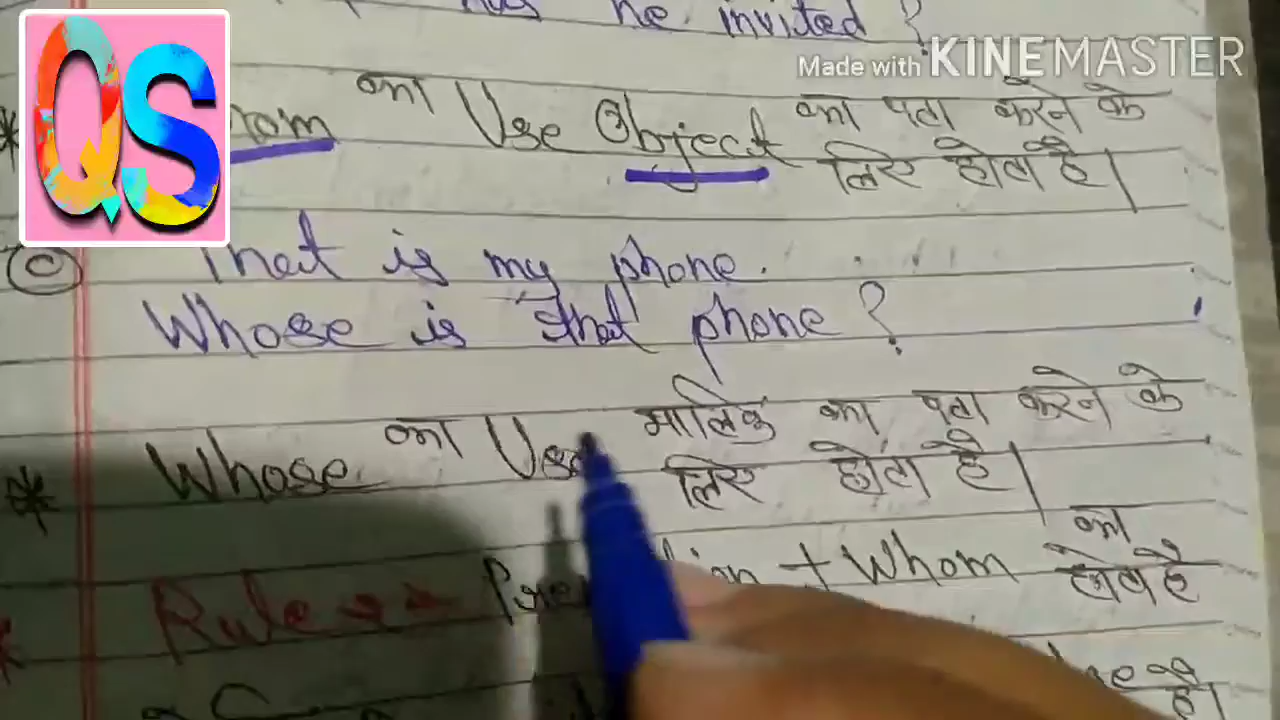 has he invited?
Made with KINEMASTER
QS
* का Use Object का पता करने के
लिए होता है।
C That is my phone.
Whose is that phone?
* Whose का Use मालिक का पता करने के
लिए होता है।
* Rule + Whom का
होता है
है।